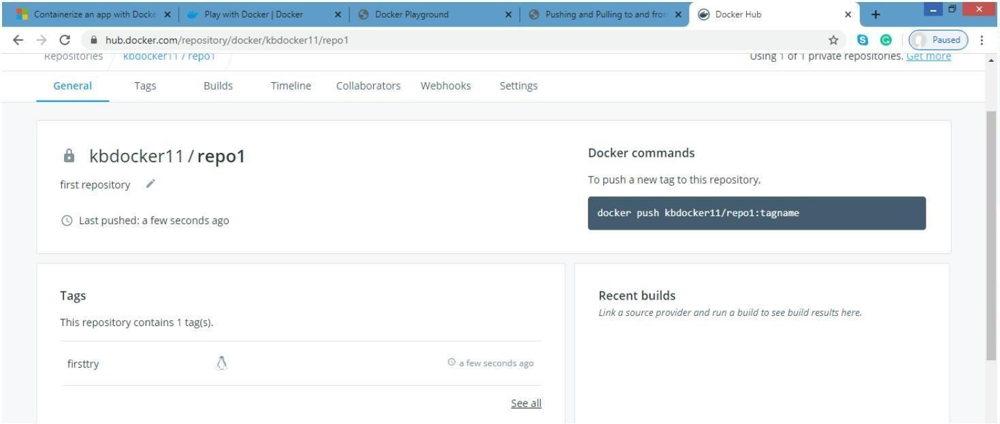 Containerize an app with Docke
Play with Docker | Docker
Docker Playground
Pushing and Pulling to and from
Docker Hub
hub.docker.com/repository/docker/kbdocker11/repo1
Paused
Repositories
kbdocker11 / repo1
Using 1 of 1 private repositories. Get more
General
Tags
Builds
Timeline
Collaborators
Webhooks
Settings
kbdocker11 / repo1
first repository
Last pushed: a few seconds ago
Docker commands
To push a new tag to this repository,
docker push kbdocker11/repo1:tagname
Tags
This repository contains 1 tag(s).
firsttry
a few seconds ago
See all
Recent builds
Link a source provider and run a build to see build results here.